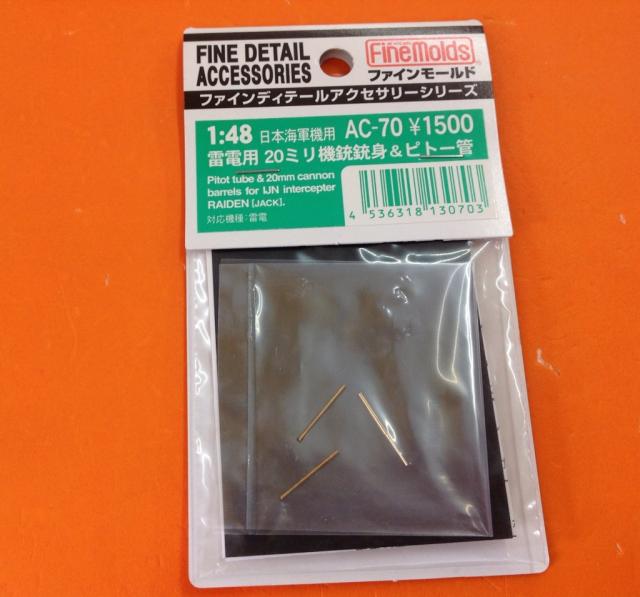 FINE DETAIL
ACCESSORIES
FineMolds
ファインモールド
ファインディテールアクセサリーシリーズ
1:48 日本海軍機用 AC-70 ¥1500
雷電用 20ミリ機銃銃身&ピトー管
Pitot tube & 20mm cannon
barrels for IJN intercepter
RAIDEN [JACK].
対応機種:雷電
4 536318 130703